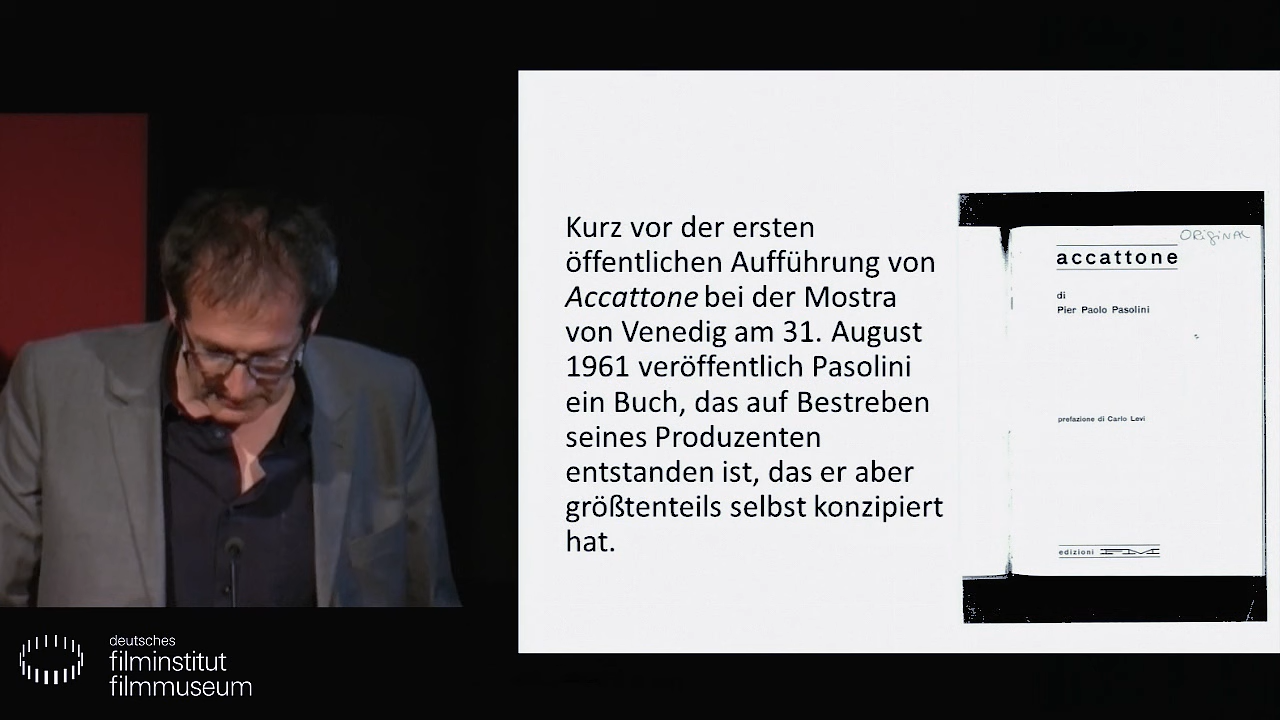 Kurz vor der ersten
öffentlichen Aufführung von
Accattone bei der Mostra
von Venedig am 31. August
1961 veröffentlich Pasolini
ein Buch, das auf Bestreben
seines Produzenten
entstanden ist, das er aber
größtenteils selbst konzipiert
hat.
ORiGiNAL
accattone
di
Pier Paolo Pasolini
prefazione di Carlo Levi
edizioni FM
deutsches
filminstitut
filmmuseum